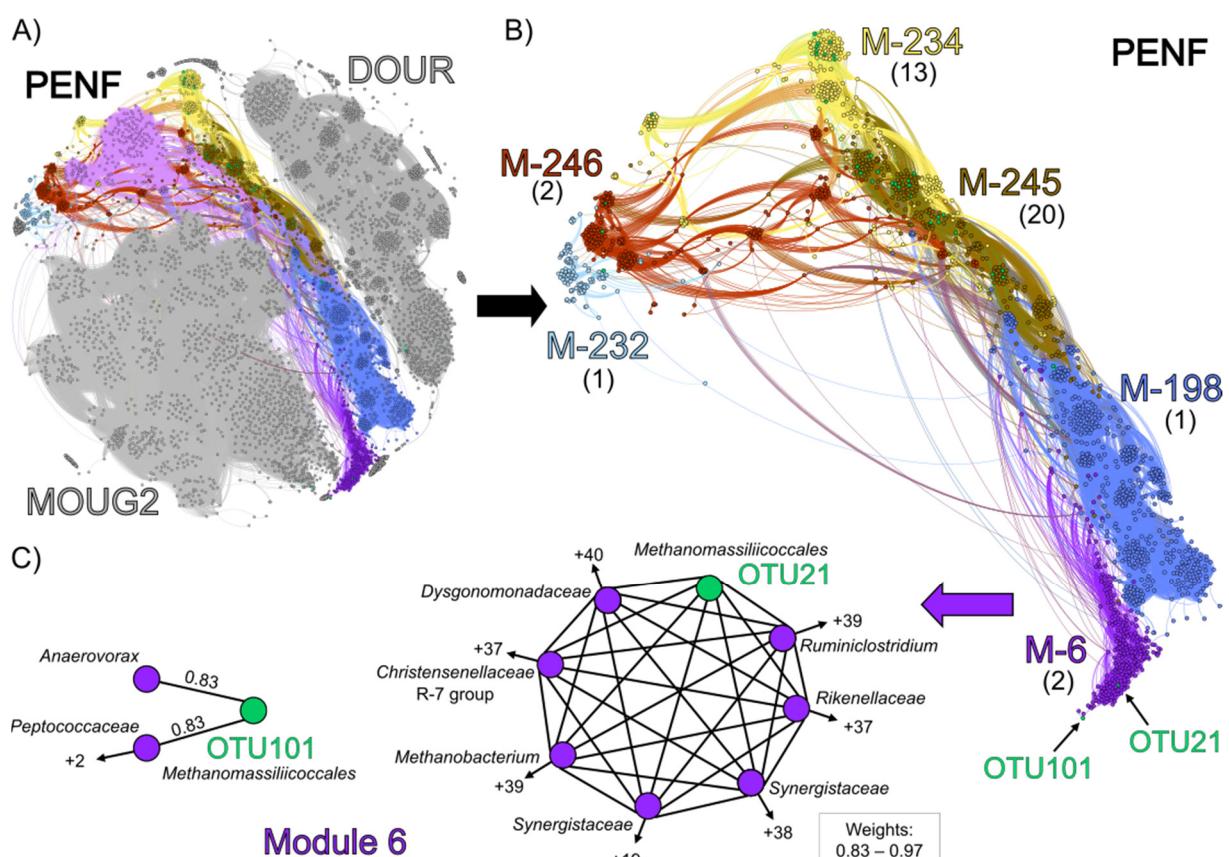 A)
PENF
DOUR
MOUG2
B)
PENF
M-234
(13)
M-246
(2)
M-245
(20)
M-232
(1)
M-198
(1)
M-6
(2)
OTU101
OTU21
C)
Anaerovorax
0.83
Peptococcaceae
0.83
+2
OTU101
Methanomassiliicoccales
+40
Methanomassiliicoccales
OTU21
Dysgonomonadaceae
+39
Ruminiclostridium
+37
Christensenellaceae
R-7 group
Rikenellaceae
+37
Methanobacterium
+39
Synergistaceae
+38
Synergistaceae
Module 6
Weights:
0.83 – 0.97